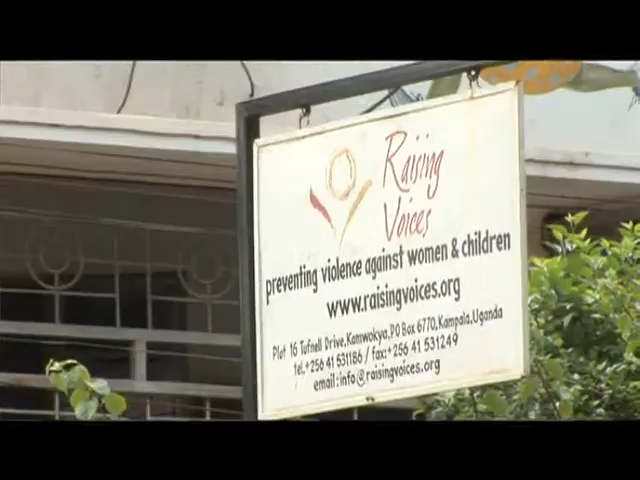 Raising
Voices
preventing violence against women & children
www.raisingvoices.org
Plot 16 Tufnell Drive,Kamwokya,PO Box 6770,Kampala,Uganda
tel.+256 41 531186 / fax:+256 41 531249
email:info@raisingvoices.org